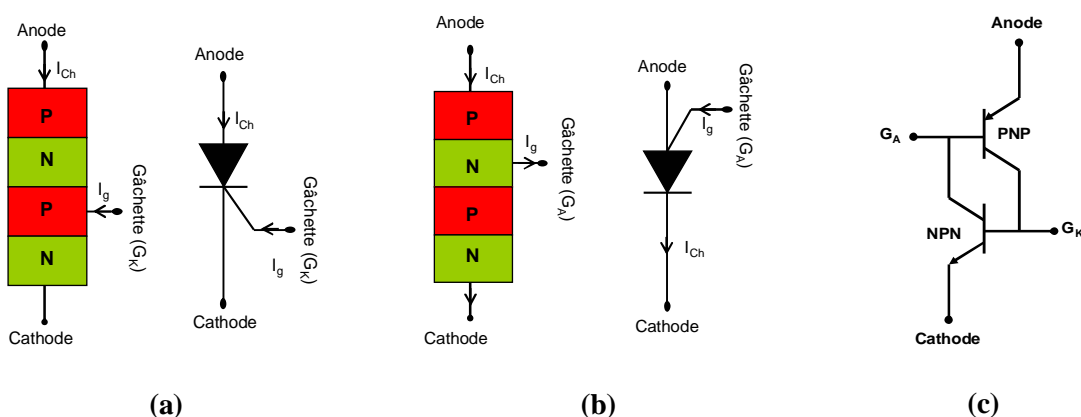 Anode
I_Ch
P
N
P
N
I_g
Gâchette (G_K)
Cathode
Anode
I_Ch
I_g
Gâchette (G_K)
Cathode
(a)
Anode
I_Ch
P
N
P
N
I_g
Gâchette (G_A)
Cathode
Anode
I_g
Gâchette (G_A)
I_Ch
Cathode
(b)
Anode
G_A
PNP
NPN
G_K
Cathode
(c)